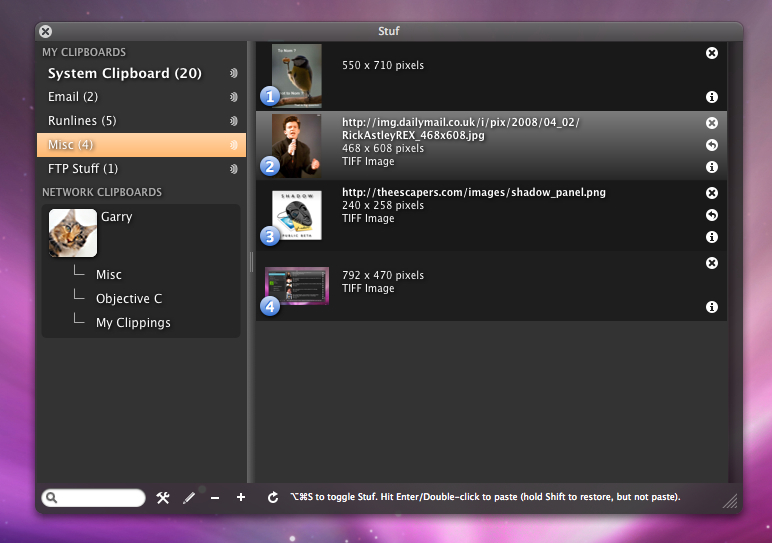 Stuf
MY CLIPBOARDS
System Clipboard (20)
Email (2)
Runlines (5)
Misc (4)
FTP Stuff (1)
NETWORK CLIPBOARDS
Garry
Misc
Objective C
My Clippings
1
550 x 710 pixels
2
http://img.dailymail.co.uk/i/pix/2008/04_02/
RickAstleyREX_468x608.jpg
468 x 608 pixels
TIFF Image
SHADOW
PUBLIC BETA
3
http://theescapers.com/images/shadow_panel.png
240 x 258 pixels
TIFF Image
4
792 x 470 pixels
TIFF Image
⌥⌘S to toggle Stuf. Hit Enter/Double-click to paste (hold Shift to restore, but not paste).